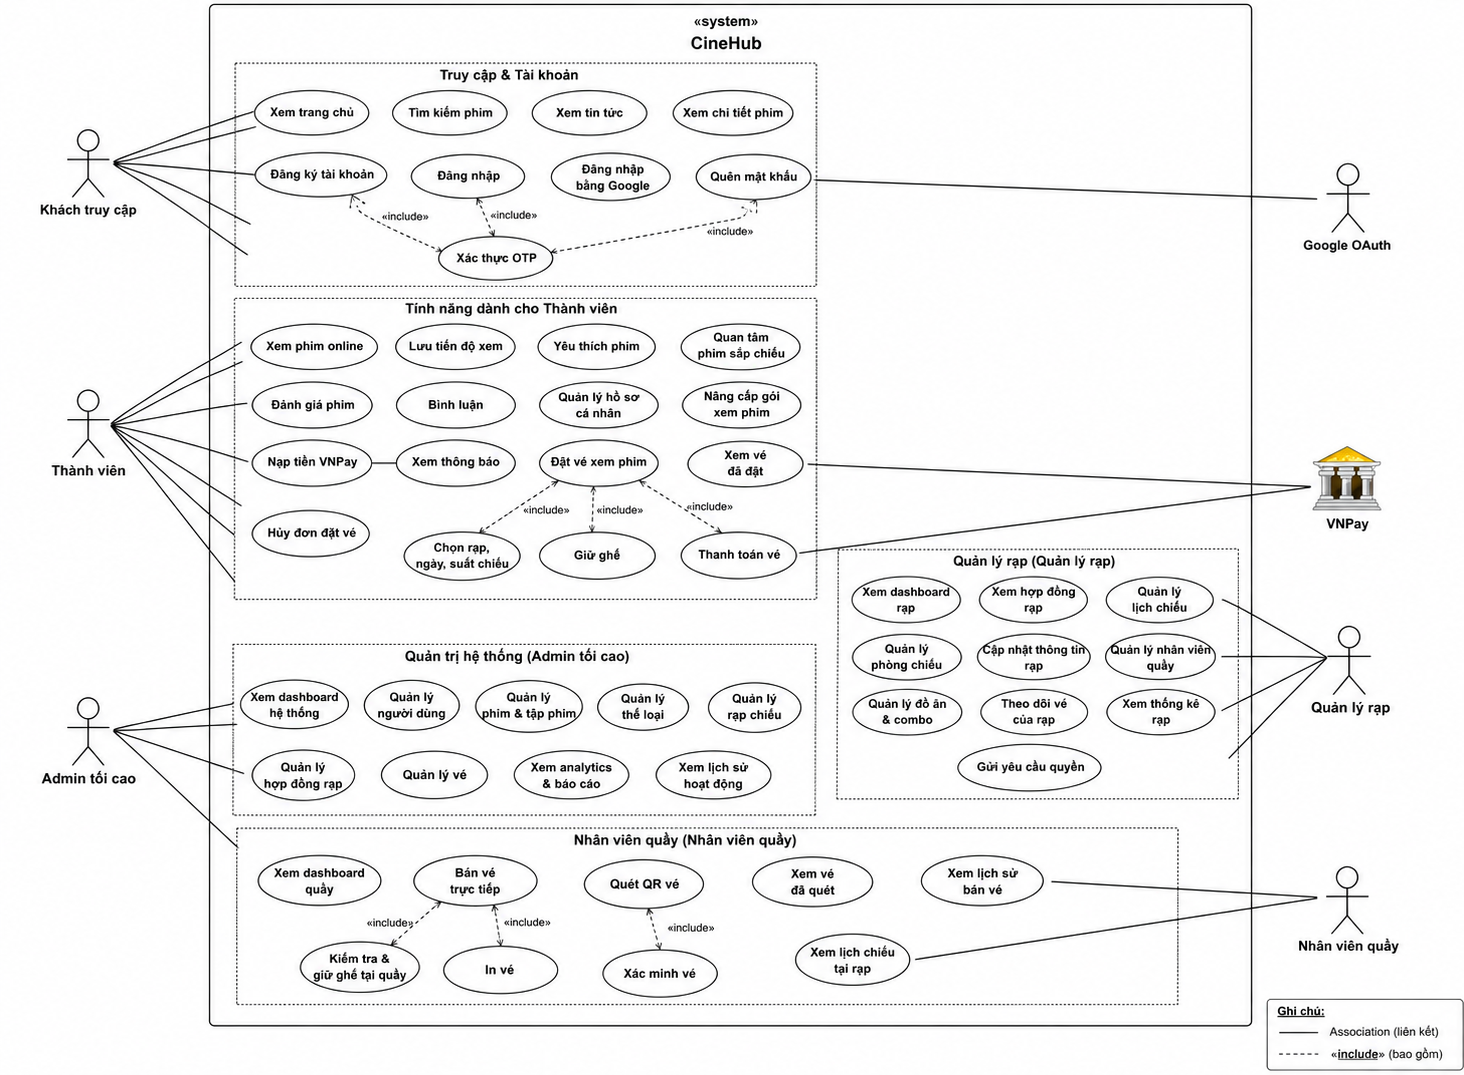 «system»
CineHub
Truy cập & Tài khoản
Xem trang chủ
Tìm kiếm phim
Xem tin tức
Xem chi tiết phim
Đăng ký tài khoản
Đăng nhập
Đăng nhập
bằng Google
Quên mật khẩu
«include»
«include»
«include»
Xác thực OTP
Khách truy cập
Google OAuth
Tính năng dành cho Thành viên
Xem phim online
Lưu tiến độ xem
Yêu thích phim
Quan tâm
phim sắp chiếu
Đánh giá phim
Bình luận
Quản lý hồ sơ
cá nhân
Nâng cấp gói
xem phim
Nạp tiền VNPay
Xem thông báo
Đặt vé xem phim
Xem vé
đã đặt
«include»
«include»
«include»
Hủy đơn đặt vé
Chọn rạp,
ngày, suất chiếu
Giữ ghế
Thanh toán vé
Thành viên
VNPay
Quản lý rạp (Quản lý rạp)
Xem dashboard
rạp
Xem hợp đồng
rạp
Quản lý
lịch chiếu
Quản lý
phòng chiếu
Cập nhật thông tin
rạp
Quản lý nhân viên
quầy
Quản lý đồ ăn
& combo
Theo dõi vé
của rạp
Xem thống kê
rạp
Gửi yêu cầu quyền
Quản lý rạp
Quản trị hệ thống (Admin tối cao)
Xem dashboard
hệ thống
Quản lý
người dùng
Quản lý
phim & tập phim
Quản lý
thể loại
Quản lý
rạp chiếu
Quản lý
hợp đồng rạp
Quản lý vé
Xem analytics
& báo cáo
Xem lịch sử
hoạt động
Admin tối cao
Nhân viên quầy (Nhân viên quầy)
Xem dashboard
quầy
Bán vé
trực tiếp
Quét QR vé
Xem vé
đã quét
Xem lịch sử
bán vé
«include»
«include»
«include»
Kiểm tra &
giữ ghế tại quầy
In vé
Xác minh vé
Xem lịch chiếu
tại rạp
Nhân viên quầy
Ghi chú:
Association (liên kết)
«include» (bao gồm)